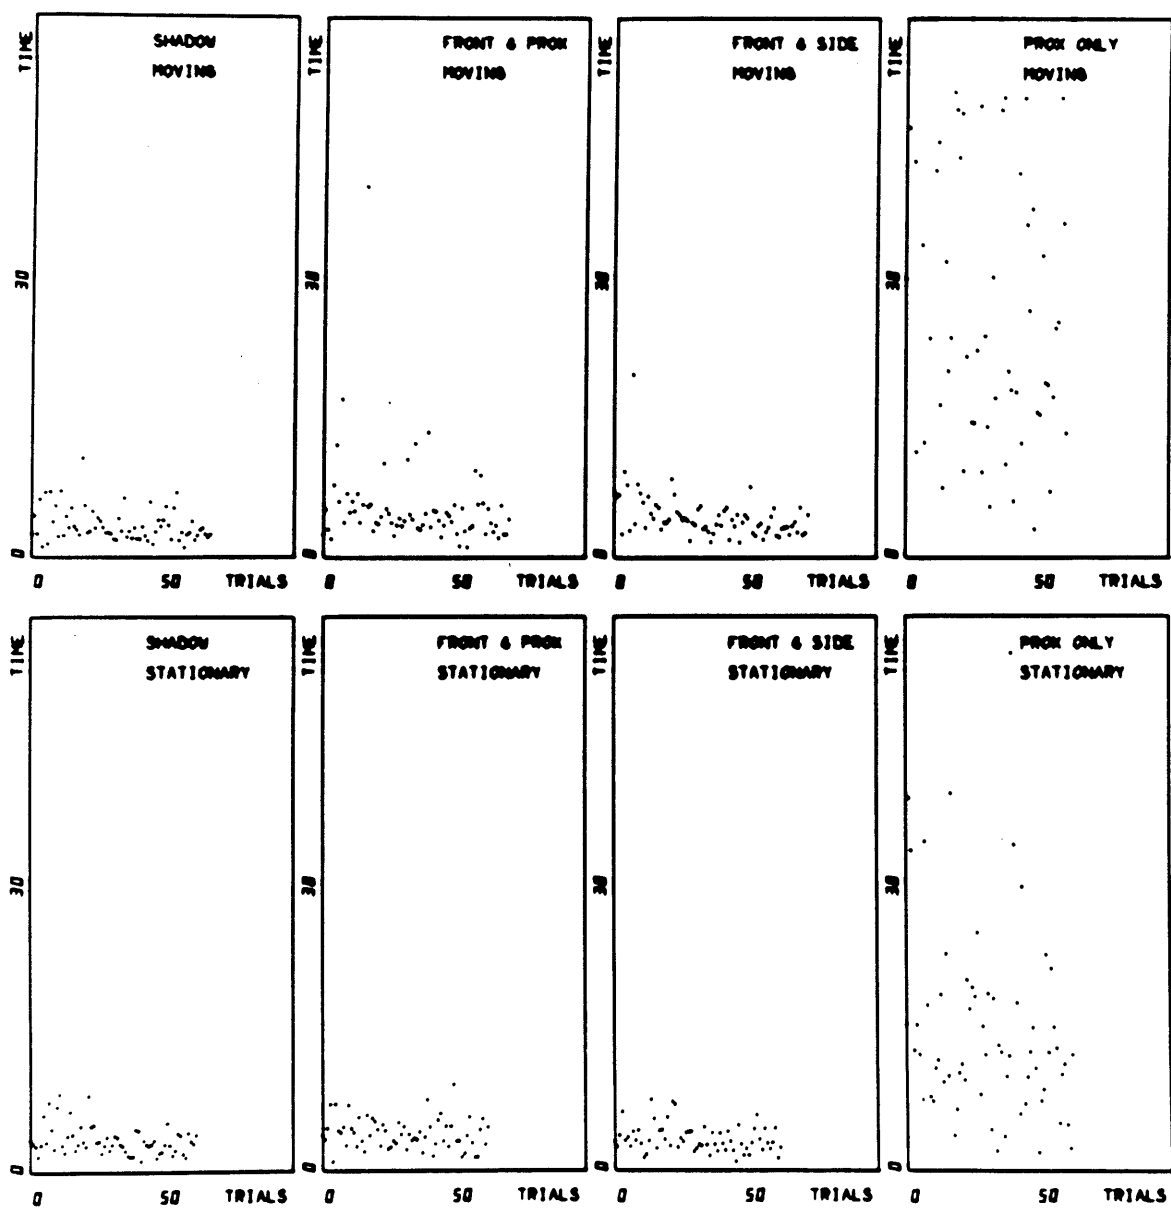 TIME
SHADOW
MOVING
30
0
0 50 TRIALS
TIME
FRONT & PROX
MOVING
30
0
0 50 TRIALS
TIME
FRONT & SIDE
MOVING
30
0
0 50 TRIALS
TIME
PROX ONLY
MOVING
30
0
0 50 TRIALS
TIME
SHADOW
STATIONARY
30
0
0 50 TRIALS
TIME
FRONT & PROX
STATIONARY
30
0
0 50 TRIALS
TIME
FRONT & SIDE
STATIONARY
30
0
0 50 TRIALS
TIME
PROX ONLY
STATIONARY
30
0
0 50 TRIALS